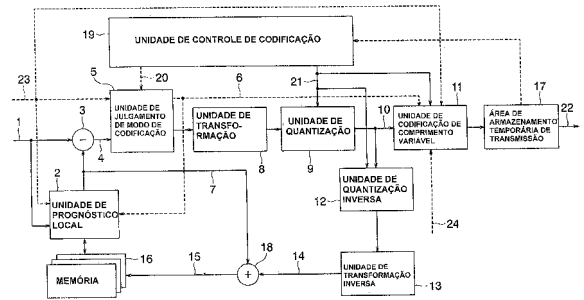 19
UNIDADE DE CONTROLE DE CODIFICAÇÃO
5
20
6
21
23
3
UNIDADE DE
JULGAMENTO
DE MODO DE
CODIFICAÇÃO
UNIDADE DE
TRANSFOR-
MAÇÃO
8
UNIDADE DE
QUANTIZAÇÃO
9
10
11
UNIDADE DE
CODIFICAÇÃO DE
COMPRIMENTO
VARIÁVEL
17
ÁREA DE
ARMAZENAMENTO
TEMPORÁRIA DE
TRANSMISSÃO
22
1
−
4
2
7
UNIDADE DE
PROGNÓSTICO
LOCAL
12
UNIDADE DE
QUANTIZAÇÃO
INVERSA
24
16
MEMÓRIA
15
18
+
14
UNIDADE DE
TRANSFORMAÇÃO
INVERSA
13